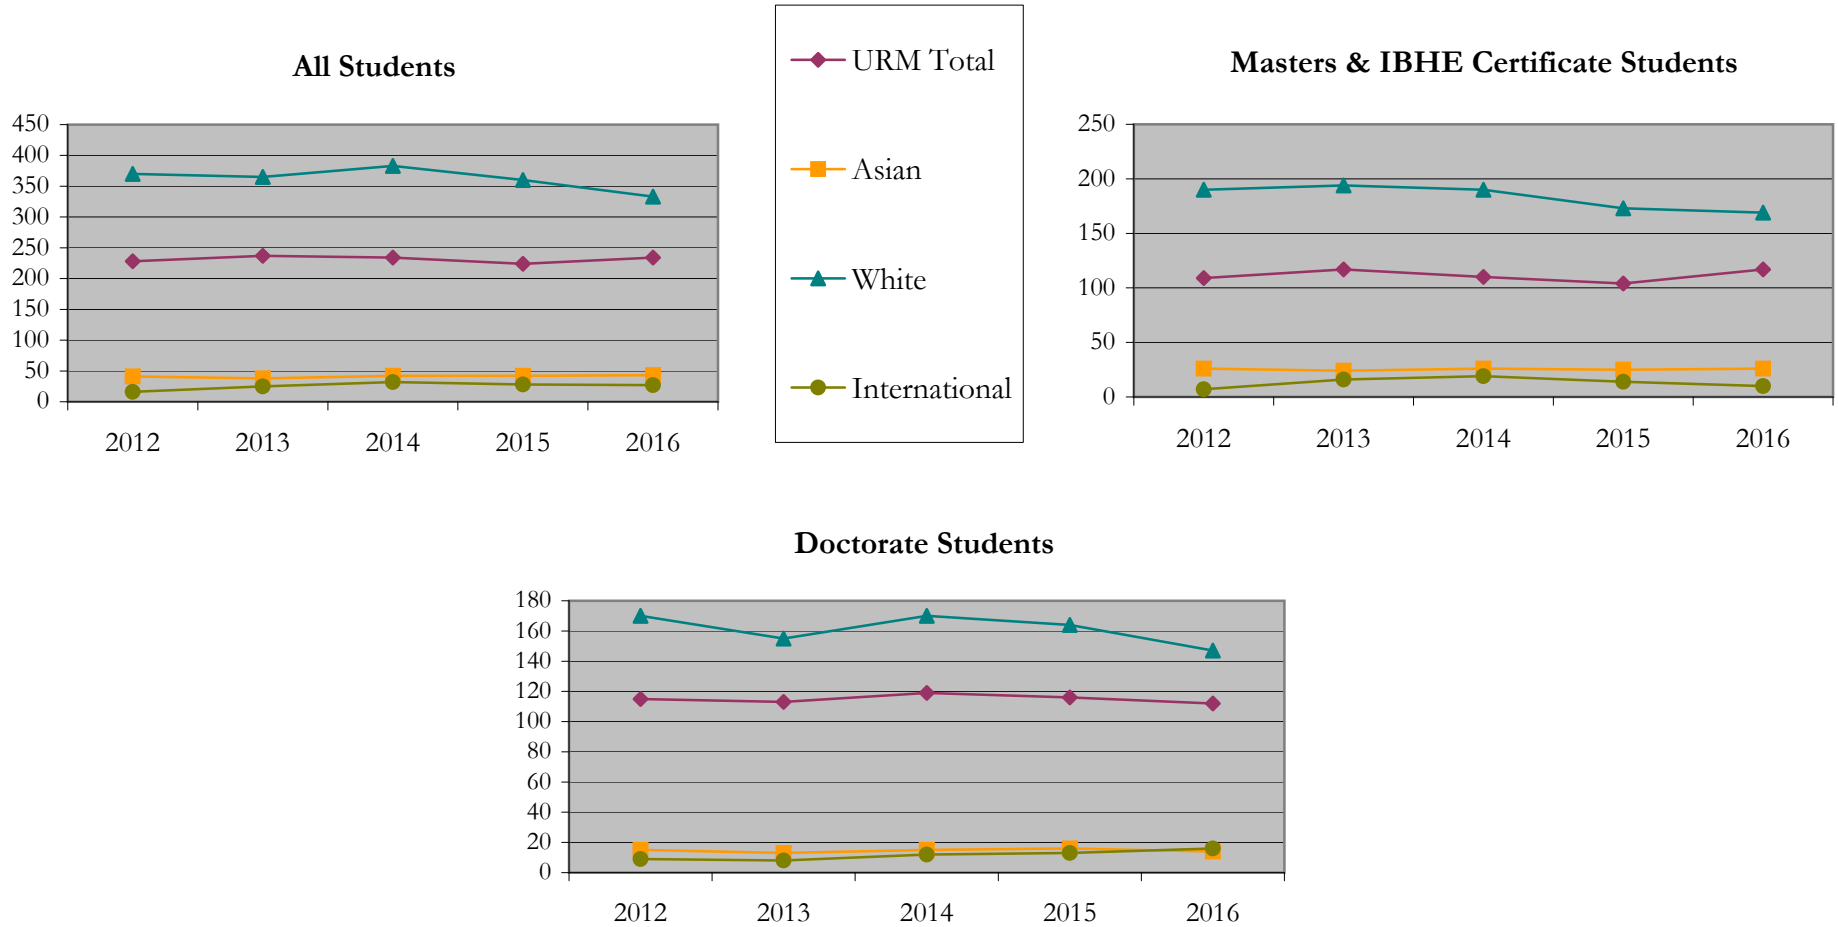 All Students
450
400
350
300
250
200
150
100
50
0
2012 2013 2014 2015 2016
URM Total
Asian
White
International
Masters & IBHE Certificate Students
250
200
150
100
50
0
2012 2013 2014 2015 2016
Doctorate Students
180
160
140
120
100
80
60
40
20
0
2012 2013 2014 2015 2016